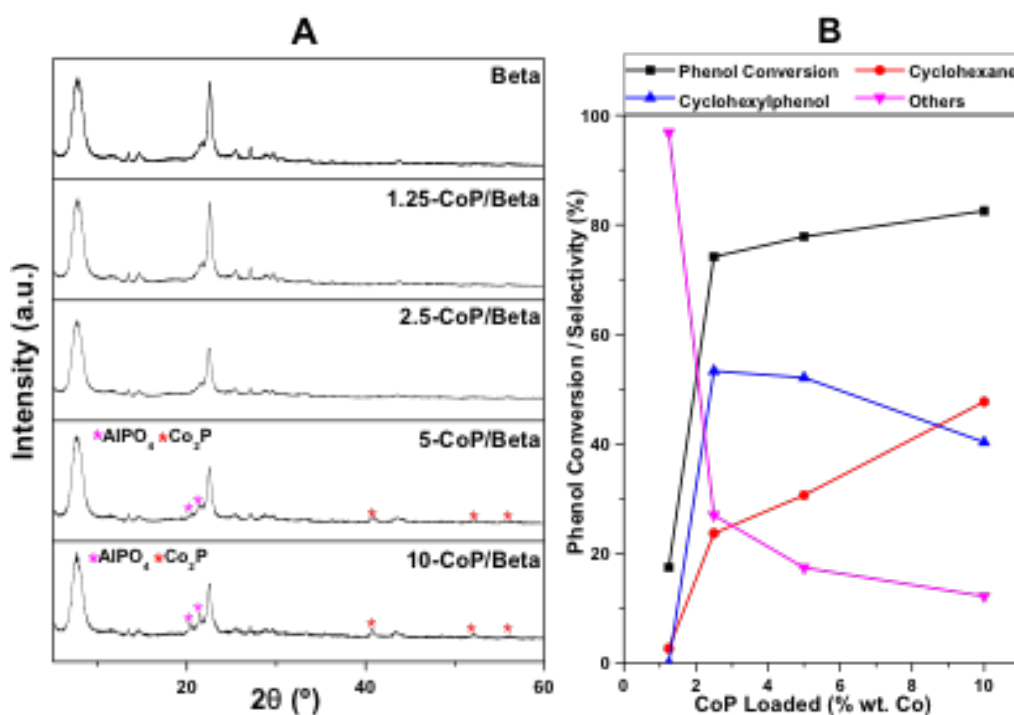 A
Beta
1.25-CoP/Beta
2.5-CoP/Beta
*AlPO4 *Co2P
5-CoP/Beta
*AlPO4 *Co2P
10-CoP/Beta
Intensity (a.u.)
20 40 60
2θ (º)
B
Phenol Conversion Cyclohexane
Cyclohexylphenol Others
100
80
60
40
20
0
Phenol Conversion / Selectivity (%)
0 2 4 6 8 10
CoP Loaded (% wt. Co)